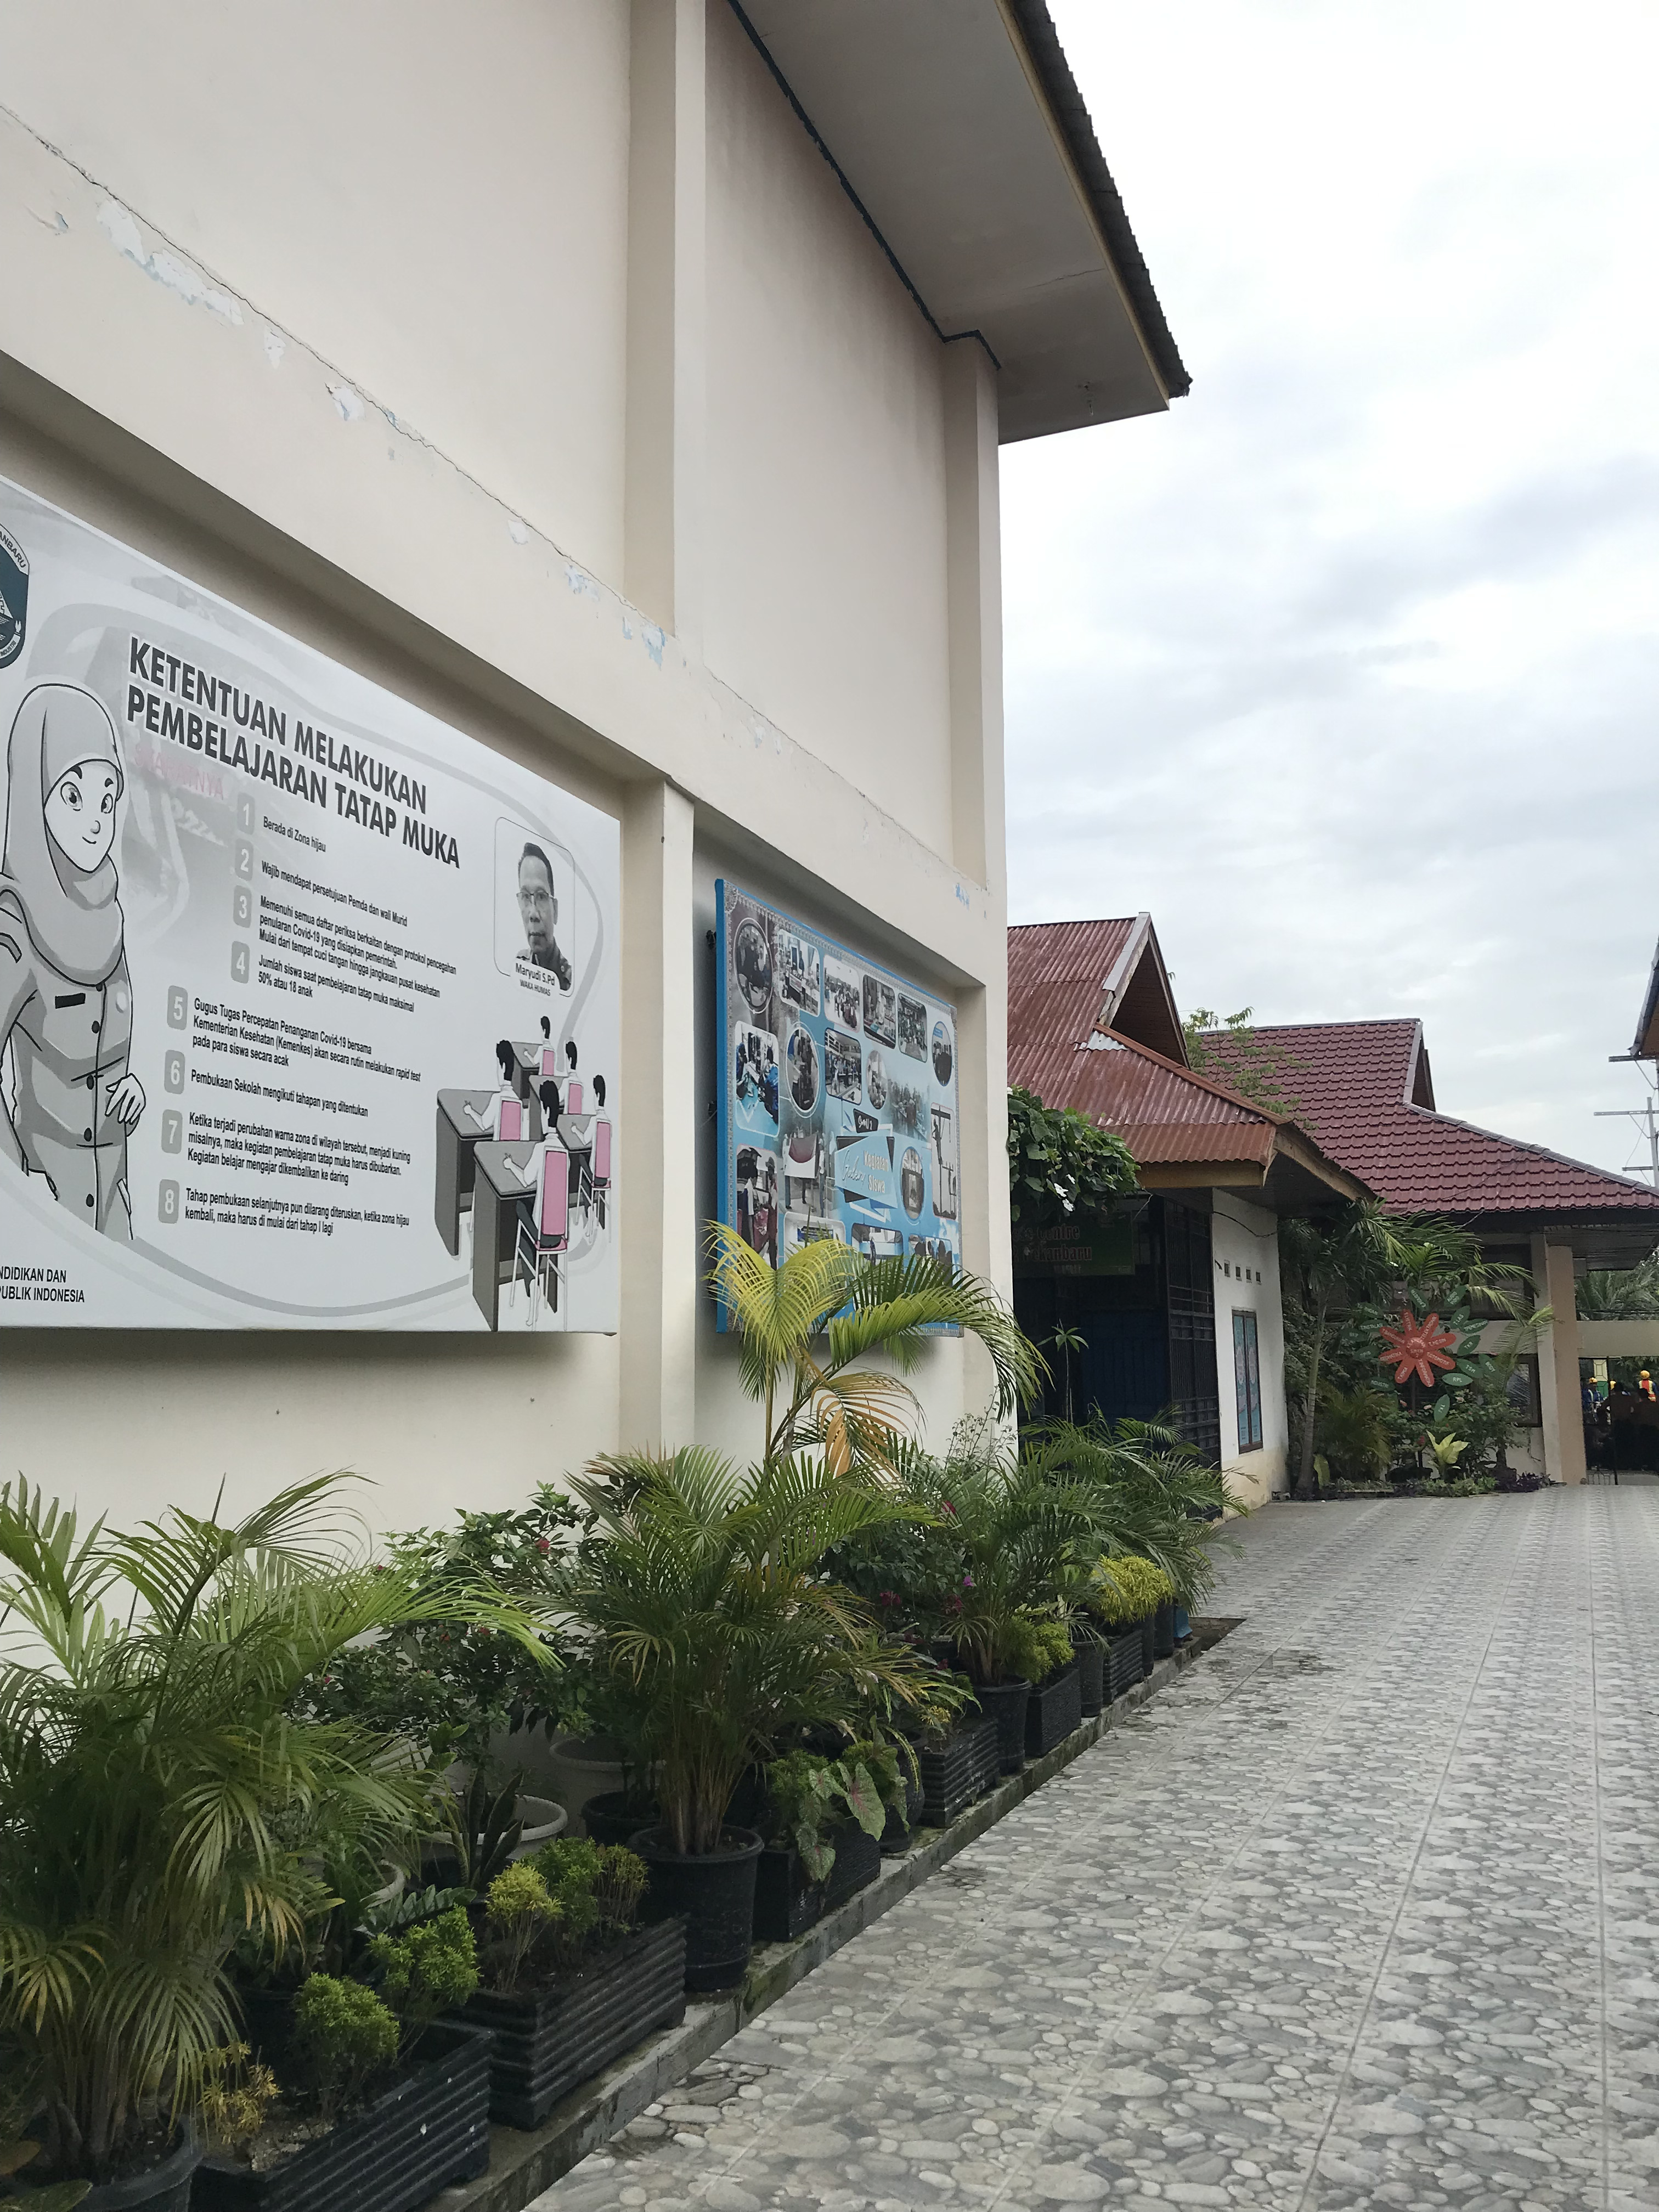 ANBARU
KETENTUAN MELAKUKAN
PEMBELAJARAN TATAP MUKA
1 Berada di Zona hijau
2 Wajib mendapat persetujuan Pemda dan wali Murid
3 Memenuhi semua daftar periksa berkaitan dengan protokol pencegahan
penularan Covid-19 yang disiapkan pemerintah.
Mulai dari tempat cuci tangan hingga jangkauan pusat kesehatan
4 Jumlah siswa saat pembelajaran tatap muka maksimal
50% atau 18 anak
5 Gugus Tugas Percepatan Penanganan Covid-19 bersama
Kementerian Kesehatan (Kemenkes) akan secara rutin melakukan rapid test
pada para siswa secara acak
6 Pembukaan Sekolah mengikuti tahapan yang ditentukan
7 Ketika terjadi perubahan warna zona di wilayah tersebut, menjadi kuning
misalnya, maka kegiatan pembelajaran tatap muka harus dibubarkan.
Kegiatan belajar mengajar dikembalikan ke daring
8 Tahap pembukaan selanjutnya pun dilarang diteruskan, ketika zona hijau
kembali, maka harus di mulai dari tahap I lagi
Maryudi S.Pd
WAKA HUMAS
NDIDIKAN DAN
PUBLIK INDONESIA
Galeri
Kegiatan
Siswa
entre
kanbaru